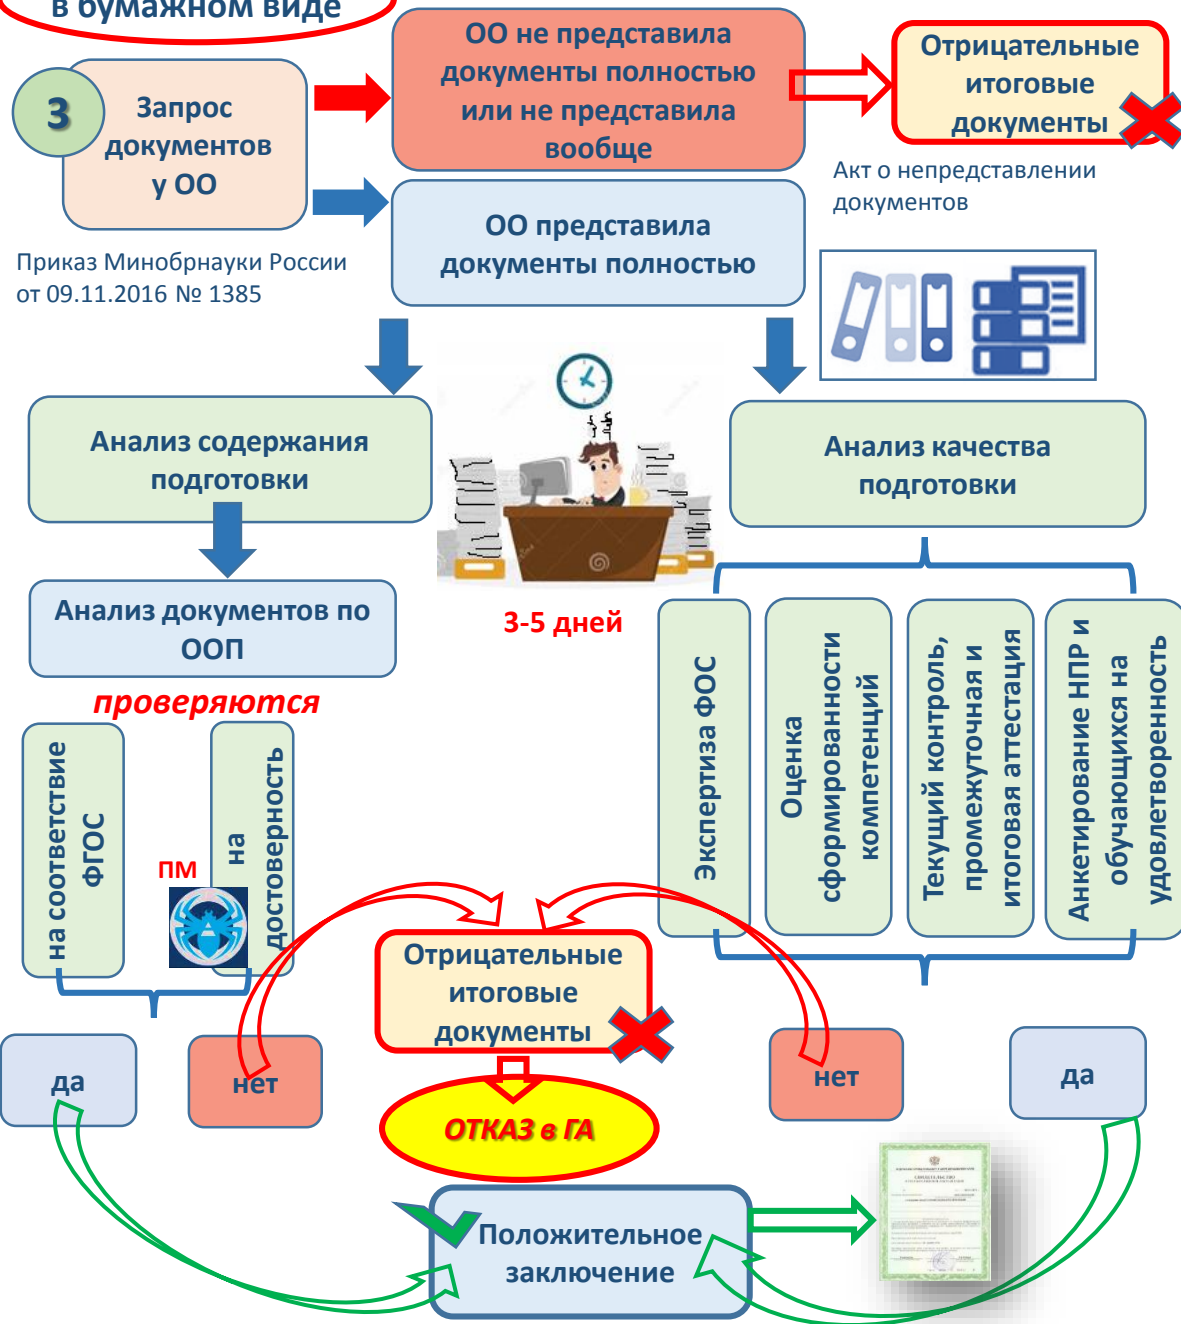 в бумажном виде
3
Запрос
документов
у ОО
ОО не представила
документы полностью
или не представила
вообще
Отрицательные
итоговые
документы
Акт о непредставлении
документов
ОО представила
документы полностью
Приказ Минобрнауки России
от 09.11.2016 № 1385
Анализ содержания
подготовки
Анализ качества
подготовки
Анализ документов по
ООП
3-5 дней
проверяются
на соответствие
ФГОС
ПМ
на
достоверность
Экспертиза ФОС
Оценка
сформированности
компетенций
Текущий контроль,
промежуточная и
итоговая аттестация
Анкетирование НПР и
обучающихся на
удовлетворенность
Отрицательные
итоговые
документы
да
нет
нет
да
ОТКАЗ в ГА
Положительное
заключение
СВИДЕТЕЛЬСТВО